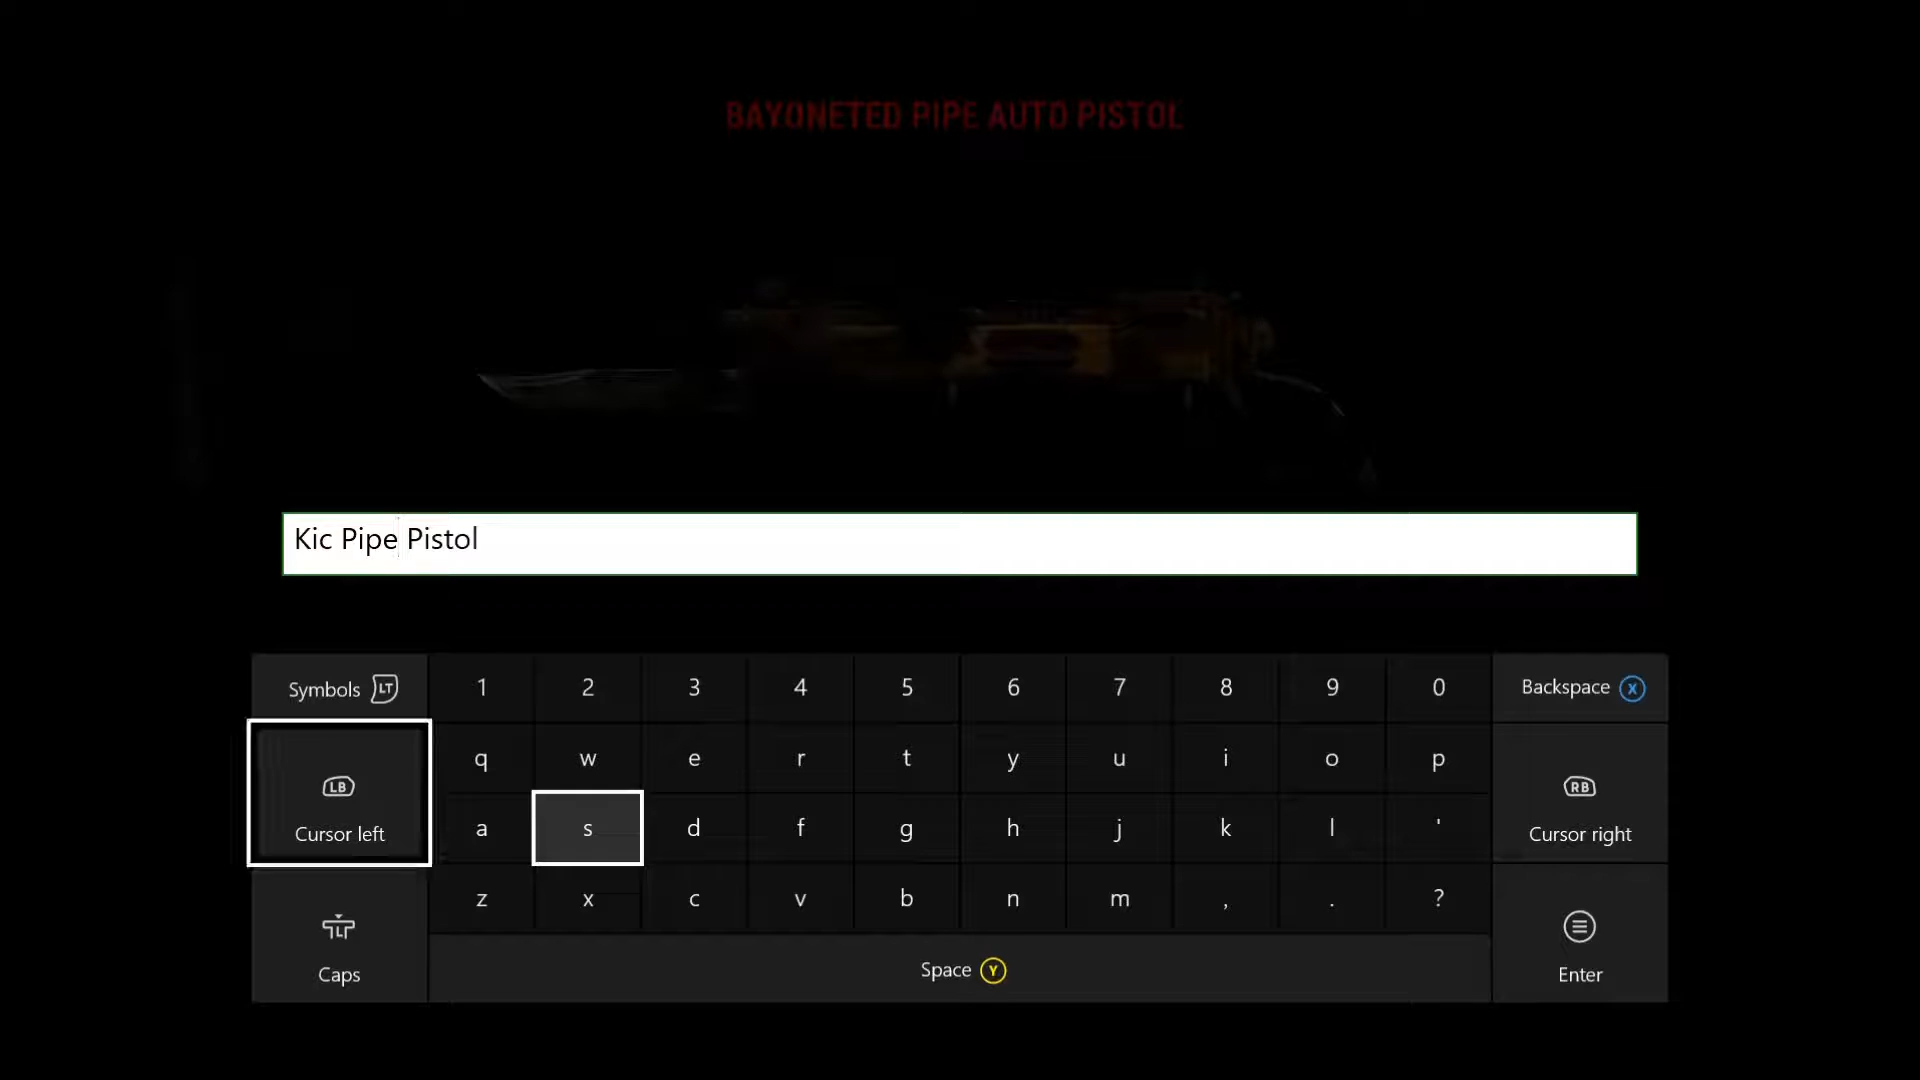 BAYONETED PIPE AUTO PISTOL
Kic Pipe Pistol
Symbols LT 1 2 3 4 5 6 7 8 9 0 Backspace X
LB Cursor left q w e r t y u i o p RB Cursor right
a s d f g h j k l '
LT Caps z x c v b n m , . ? Enter
Space Y